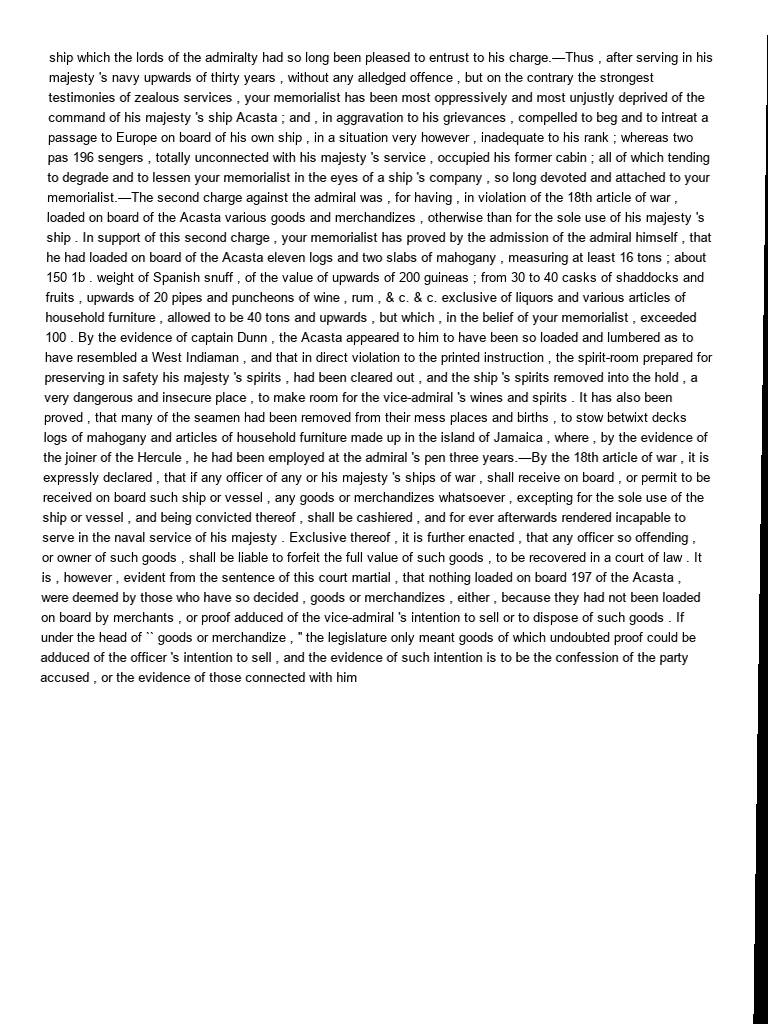 ship which the lords of the admiralty had so long been pleased to entrust to his charge.—Thus , after serving in his
majesty 's navy upwards of thirty years , without any alledged offence , but on the contrary the strongest
testimonies of zealous services , your memorialist has been most oppressively and most unjustly deprived of the
command of his majesty 's ship Acasta ; and , in aggravation to his grievances , compelled to beg and to intreat a
passage to Europe on board of his own ship , in a situation very however , inadequate to his rank ; whereas two
pas 196 sengers , totally unconnected with his majesty 's service , occupied his former cabin ; all of which tending
to degrade and to lessen your memorialist in the eyes of a ship 's company , so long devoted and attached to your
memorialist.—The second charge against the admiral was , for having , in violation of the 18th article of war ,
loaded on board of the Acasta various goods and merchandizes , otherwise than for the sole use of his majesty 's
ship . In support of this second charge , your memorialist has proved by the admission of the admiral himself , that
he had loaded on board of the Acasta eleven logs and two slabs of mahogany , measuring at least 16 tons ; about
150 1b . weight of Spanish snuff , of the value of upwards of 200 guineas ; from 30 to 40 casks of shaddocks and
fruits , upwards of 20 pipes and puncheons of wine , rum , & c. & c. exclusive of liquors and various articles of
household furniture , allowed to be 40 tons and upwards , but which , in the belief of your memorialist , exceeded
100 . By the evidence of captain Dunn , the Acasta appeared to him to have been so loaded and lumbered as to
have resembled a West Indiaman , and that in direct violation to the printed instruction , the spirit-room prepared for
preserving in safety his majesty 's spirits , had been cleared out , and the ship 's spirits removed into the hold , a
very dangerous and insecure place , to make room for the vice-admiral 's wines and spirits . It has also been
proved , that many of the seamen had been removed from their mess places and births , to stow betwixt decks
logs of mahogany and articles of household furniture made up in the island of Jamaica , where , by the evidence of
the joiner of the Hercule , he had been employed at the admiral 's pen three years.—By the 18th article of war , it is
expressly declared , that if any officer of any or his majesty 's ships of war , shall receive on board , or permit to be
received on board such ship or vessel , any goods or merchandizes whatsoever , excepting for the sole use of the
ship or vessel , and being convicted thereof , shall be cashiered , and for ever afterwards rendered incapable to
serve in the naval service of his majesty . Exclusive thereof , it is further enacted , that any officer so offending ,
or owner of such goods , shall be liable to forfeit the full value of such goods , to be recovered in a court of law . It
is , however , evident from the sentence of this court martial , that nothing loaded on board 197 of the Acasta ,
were deemed by those who have so decided , goods or merchandizes , either , because they had not been loaded
on board by merchants , or proof adduced of the vice-admiral 's intention to sell or to dispose of such goods . If
under the head of `` goods or merchandize , " the legislature only meant goods of which undoubted proof could be
adduced of the officer 's intention to sell , and the evidence of such intention is to be the confession of the party
accused , or the evidence of those connected with him